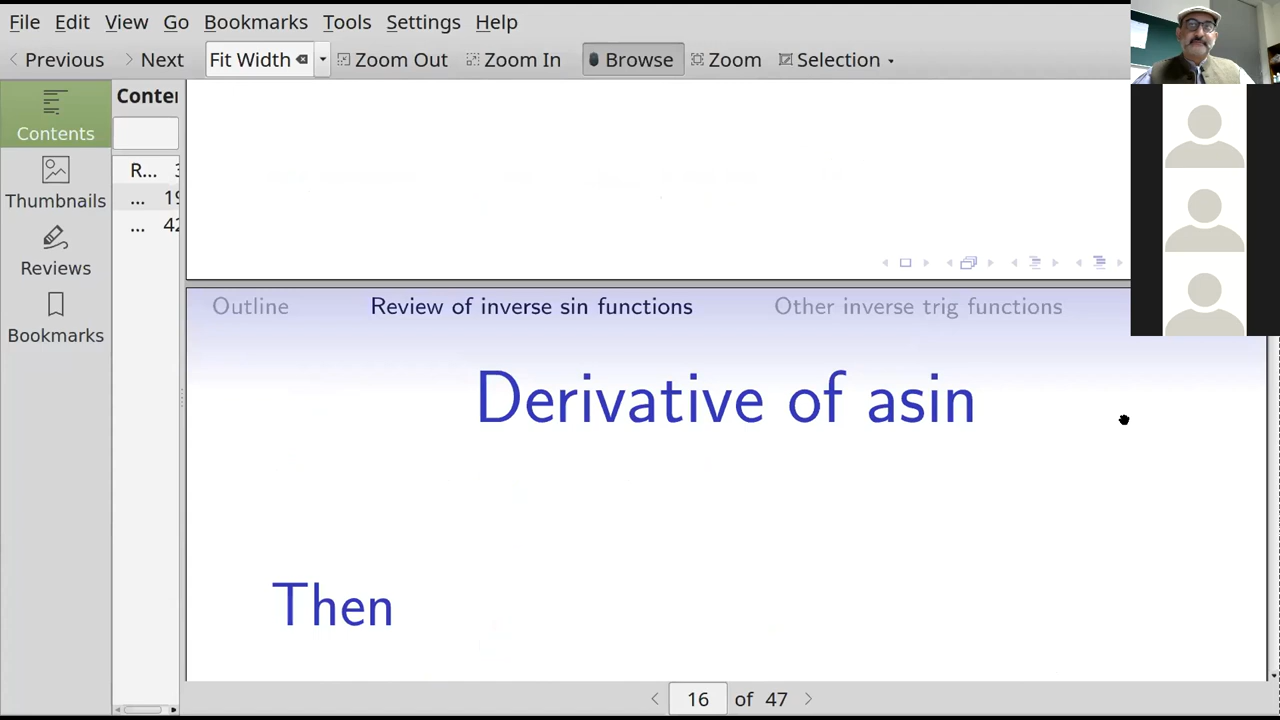 File Edit View Go Bookmarks Tools Settings Help
Previous Next Fit Width Zoom Out Zoom In Browse Zoom Selection
Contents
Thumbnails
Reviews
Bookmarks
R...
... 19
... 42
Outline Review of inverse sin functions Other inverse trig functions
Derivative of asin
Then
16 of 47